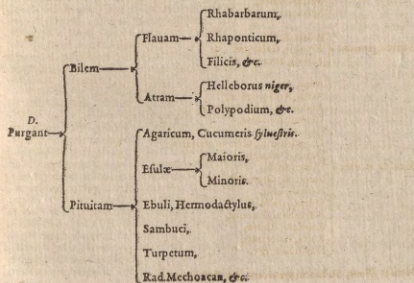 Rhabarbarum,
Flauam Rhaponticum,
Filicis, &c.
Bilem
Helleborus niger,
Atram
Polypodium, &c.
D.
Purgant
Agaricum, Cucumeris ſylueſtris.
Maioris,
Eſulæ
Minoris.
Pituitam Ebuli, Hermodactylus,
Sambuci,
Turpetum,
Rad. Mechoacan, &c.